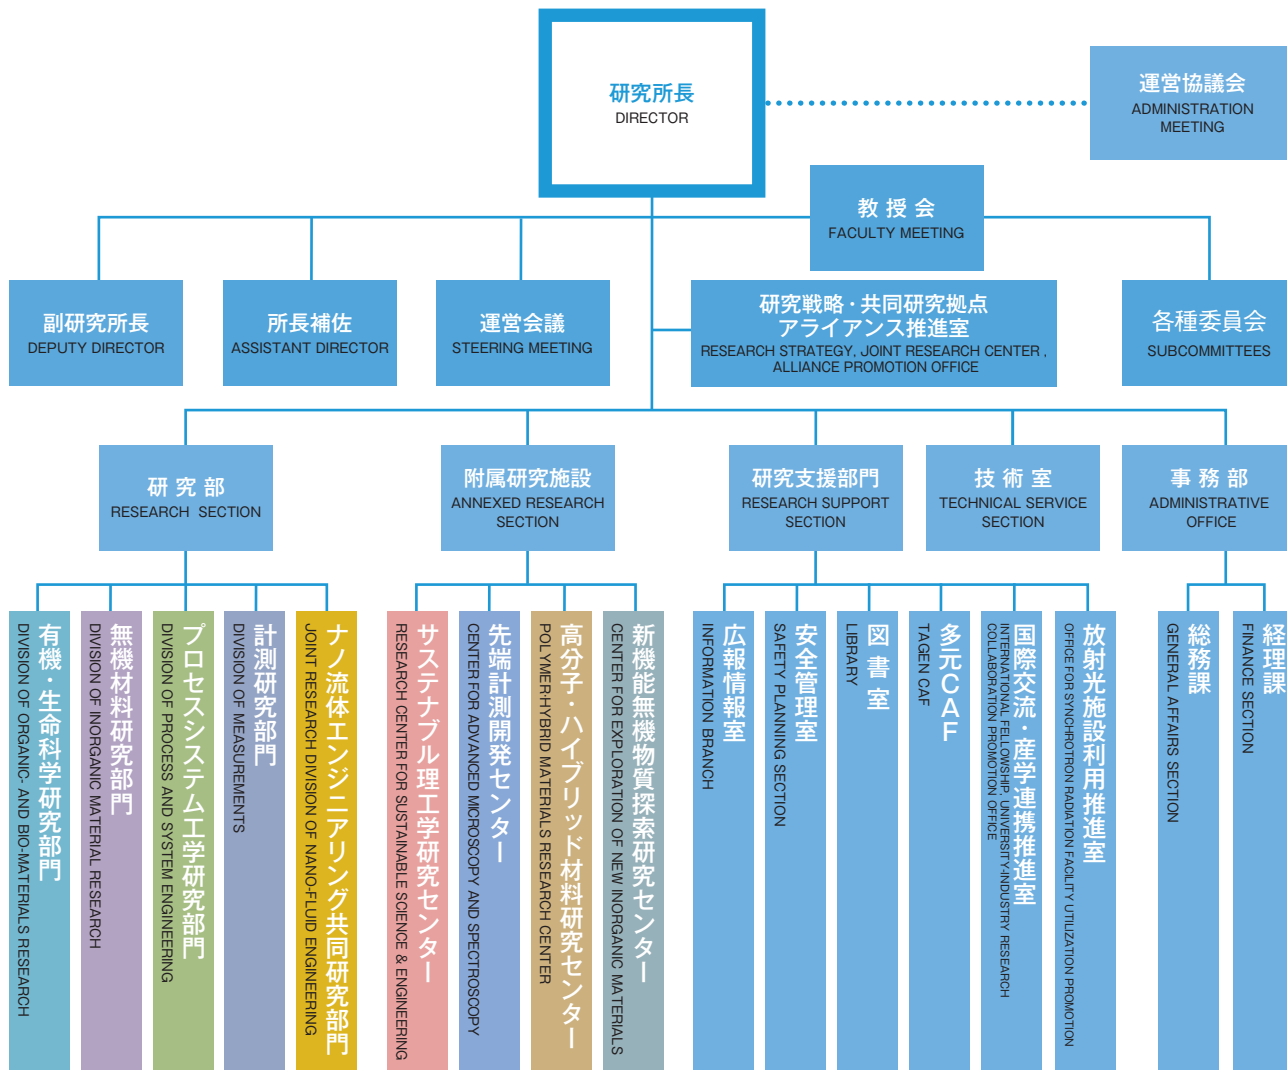 研究所長
DIRECTOR
運営協議会
ADMINISTRATION
MEETING
教授会
FACULTY MEETING
副研究所長
DEPUTY DIRECTOR
所長補佐
ASSISTANT DIRECTOR
運営会議
STEERING MEETING
研究戦略・共同研究拠点
アライアンス推進室
RESEARCH STRATEGY, JOINT RESEARCH CENTER ,
ALLIANCE PROMOTION OFFICE
各種委員会
SUBCOMMITTEES
研究部
RESEARCH SECTION
附属研究施設
ANNEXED RESEARCH
SECTION
研究支援部門
RESEARCH SUPPORT
SECTION
技術室
TECHNICAL SERVICE
SECTION
事務部
ADMINISTRATIVE
OFFICE
有機・生命科学研究部門
DIVISION OF ORGANIC- AND BIO-MATERIALS RESEARCH
無機材料研究部門
DIVISION OF INORGANIC MATERIAL RESEARCH
プロセスシステム工学研究部門
DIVISION OF PROCESS AND SYSTEM ENGINEERING
計測研究部門
DIVISION OF MEASUREMENTS
ナノ流体エンジニアリング共同研究部門
JOINT RESEARCH DIVISION OF NANO-FLUID ENGINEERING
サステナブル理工学研究センター
RESEARCH CENTER FOR SUSTAINABLE SCIENCE & ENGINEERING
先端計測開発センター
CENTER FOR ADVANCED MICROSCOPY AND SPECTROSCOPY
高分子・ハイブリッド材料研究センター
POLYMER・HYBRID MATERIALS RESEARCH CENTER
新機能無機物質探索研究センター
CENTER FOR EXPLORATION OF NEW INORGANIC MATERIALS
広報情報室
INFORMATION BRANCH
安全管理室
SAFETY PLANNING SECTION
図書室
LIBRARY
多元CAF
TAGEN CAF
国際交流・産学連携推進室
INTERNATIONAL FELLOWSHIP, UNIVERSITY-INDUSTRY RESEARCH
COLLABORATION PROMOTION OFFICE
放射光施設利用推進室
OFFICE FOR SYNCHROTRON RADIATION FACILITY UTILIZATION PROMOTION
総務課
GENERAL AFFAIRS SECTION
経理課
FINANCE SECTION